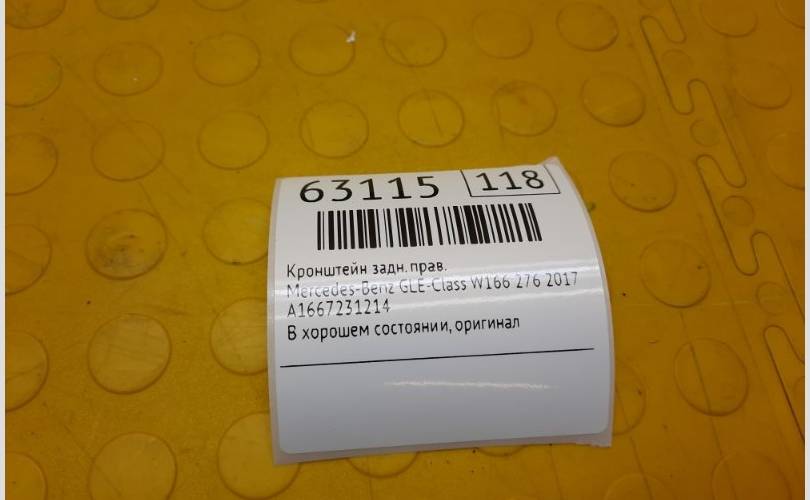 63115 118
Кронштейн задн.прав.
Mercedes-Benz GLE-Class W166 276 2017
A1667231214
В хорошем состоянии, оригинал